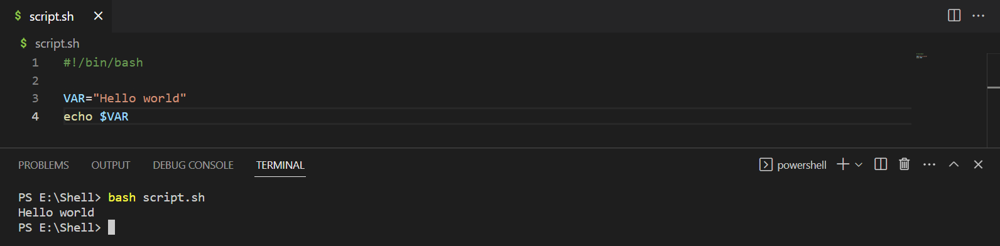 $ script.sh
$ script.sh
1 #!/bin/bash
2
3 VAR="Hello world"
4 echo $VAR
PROBLEMS OUTPUT DEBUG CONSOLE TERMINAL powershell
PS E:\Shell> bash script.sh
Hello world
PS E:\Shell>